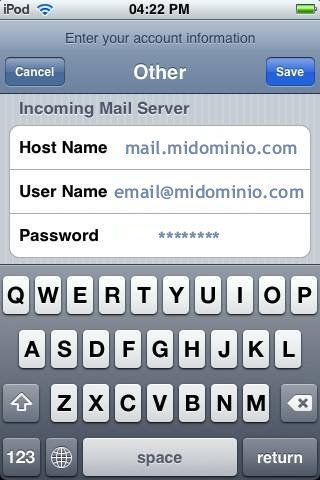 iPod 04:22 PM
Enter your account information
Cancel Other Save
Incoming Mail Server
Host Name mail.midominio.com
User Name email@midominio.com
Password ********
Q W E R T Y U I O P
A S D F G H J K L
Z X C V B N M
123 space return